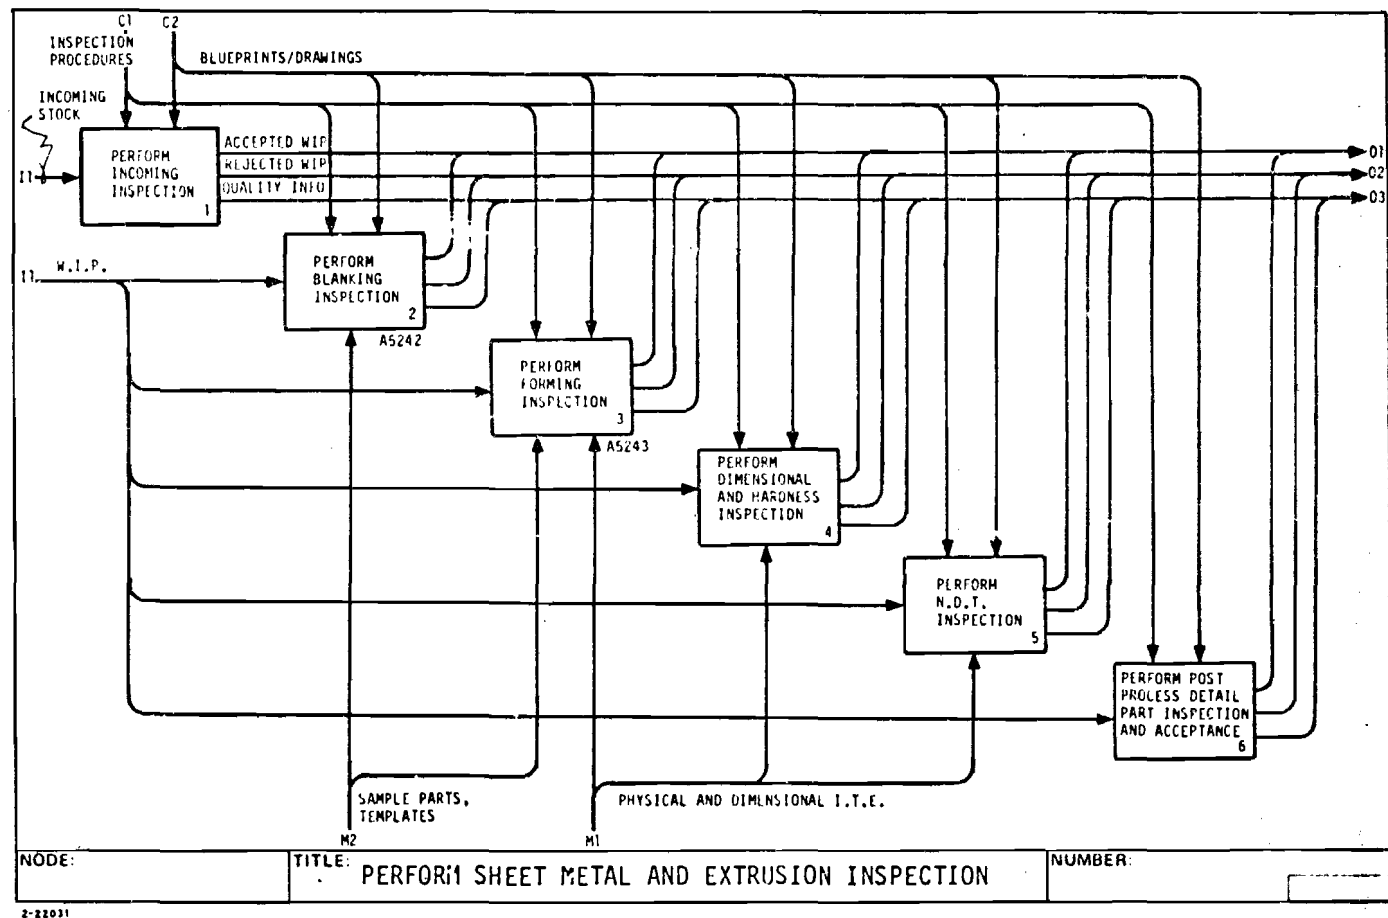 C1 C2
INSPECTION
PROCEDURES
BLUEPRINTS/DRAWINGS
INCOMING
STOCK
I1
PERFORM
INCOMING
INSPECTION
1
ACCEPTED WIP
REJECTED WIP
QUALITY INFO
O1
O2
O3
I1
W.I.P.
PERFORM
BLANKING
INSPECTION
2
A5242
PERFORM
FORMING
INSPECTION
3
A5243
PERFORM
DIMENSIONAL
AND HARDNESS
INSPECTION
4
PERFORM
N.D.T.
INSPECTION
5
PERFORM POST
PROCESS DETAIL
PART INSPECTION
AND ACCEPTANCE
6
SAMPLE PARTS,
TEMPLATES
M2
PHYSICAL AND DIMENSIONAL I.T.E.
M1
NODE:
TITLE: PERFORM SHEET METAL AND EXTRUSION INSPECTION
NUMBER:
2-22031